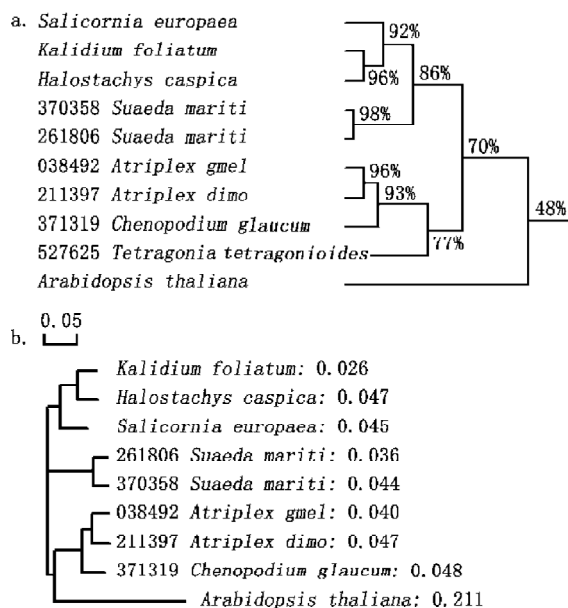 a. Salicornia europaea
Kalidium foliatum
Halostachys caspica
370358 Suaeda mariti
261806 Suaeda mariti
038492 Atriplex gmel
211397 Atriplex dimo
371319 Chenopodium glaucum
527625 Tetragonia tetragonioides
Arabidopsis thaliana
92%
96%
86%
98%
70%
96%
93%
77%
48%
0.05
b.
Kalidium foliatum: 0.026
Halostachys caspica: 0.047
Salicornia europaea: 0.045
261806 Suaeda mariti: 0.036
370358 Suaeda mariti: 0.044
038492 Atriplex gmel: 0.040
211397 Atriplex dimo: 0.047
371319 Chenopodium glaucum: 0.048
Arabidopsis thaliana: 0.211